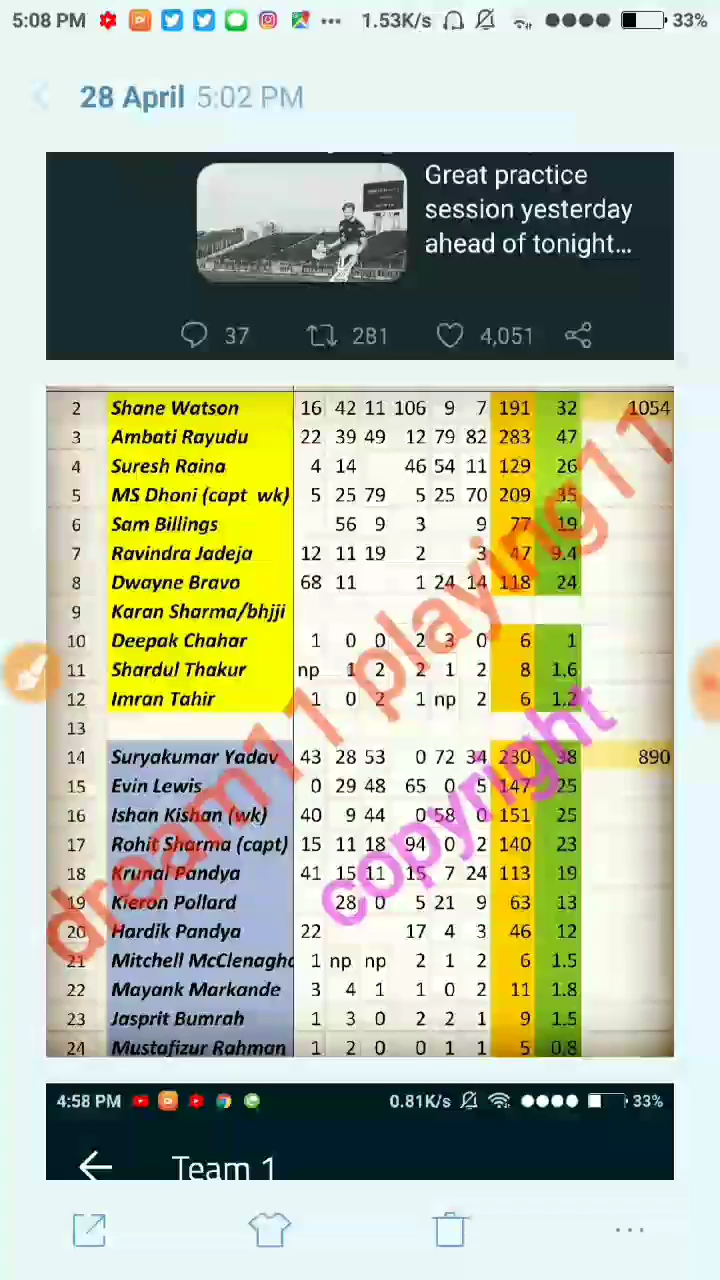 5:08 PM 1.53K/s 33%
28 April 5:02 PM
Great practice
session yesterday
ahead of tonight...
37 281 4,051
2 Shane Watson 16 42 11 106 9 7 191 32 1054
3 Ambati Rayudu 22 39 49 12 79 82 283 47
4 Suresh Raina 4 14 46 54 11 129 26
5 MS Dhoni (capt wk) 5 25 79 5 25 70 209 35
6 Sam Billings 56 9 3 9 77 19
7 Ravindra Jadeja 12 11 19 2 3 47 9.4
8 Dwayne Bravo 68 11 1 24 14 118 24
9 Karan Sharma/bhjji
10 Deepak Chahar 1 0 0 2 3 0 6 1
11 Shardul Thakur np 1 2 2 1 2 8 1.6
12 Imran Tahir 1 0 2 1 np 2 6 1.2
13
14 Suryakumar Yadav 43 28 53 0 72 34 230 38 890
15 Evin Lewis 0 29 48 65 0 5 147 25
16 Ishan Kishan (wk) 40 9 44 0 58 0 151 25
17 Rohit Sharma (capt) 15 11 18 94 0 2 140 23
18 Krunal Pandya 41 15 11 15 7 24 113 19
19 Kieron Pollard 28 0 5 21 9 63 13
20 Hardik Pandya 22 17 4 3 46 12
21 Mitchell McClenagha 1 np np 2 1 2 6 1.5
22 Mayank Markande 3 4 1 1 0 2 11 1.8
23 Jasprit Bumrah 1 3 0 2 2 1 9 1.5
24 Mustafizur Rahman 1 2 0 0 1 1 5 0.8
dream11 playing11
copyright
4:58 PM 0.81K/s 33%
Team 1